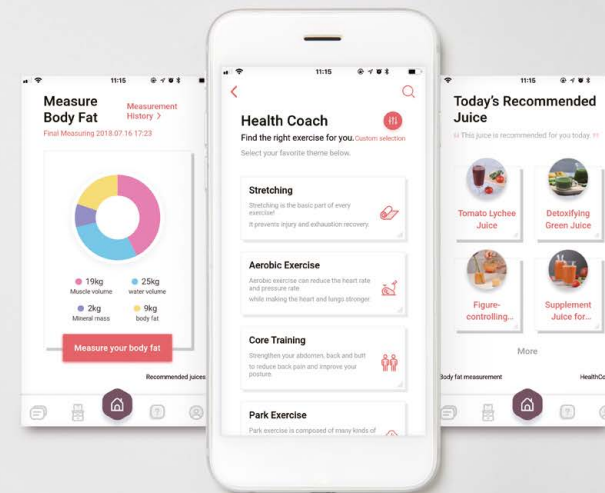 11:15
Measure
Body Fat
Measurement
History >
Final Measuring 2018.07.16 17:23
19kg
Muscle volume
25kg
water volume
2kg
Mineral mass
9kg
body fat
Measure your body fat
Recommended juices
11:15
Health Coach
Find the right exercise for you.
Custom selection
Select your favorite theme below.
Stretching
Stretching is the basic part of every
exercise!
It prevents injury and exhaustion recovery.
Aerobic Exercise
Aerobic exercise can reduce the heart rate
and pressure rate
while making the heart and lungs stronger
Core Training
Strengthen your abdomen, back and butt
to reduce back pain and improve your
posture
Park Exercise
Park exercise is composed of many kinds of
11:15
Today's Recommended
Juice
This juice is recommended for you today
Tomato Lychee
Juice
Detoxifying
Green Juice
Figure-
controlling...
Supplement
Juice for...
More
Body fat measurement
HealthCo